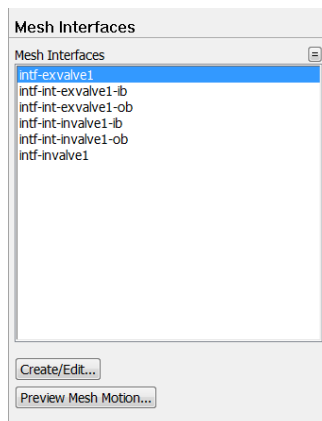 Mesh Interfaces
Mesh Interfaces
=
intf-exvalve1
intf-int-exvalve1-ib
intf-int-exvalve1-ob
intf-int-invalve1-ib
intf-int-invalve1-ob
intf-invalve1
Create/Edit...
Preview Mesh Motion...